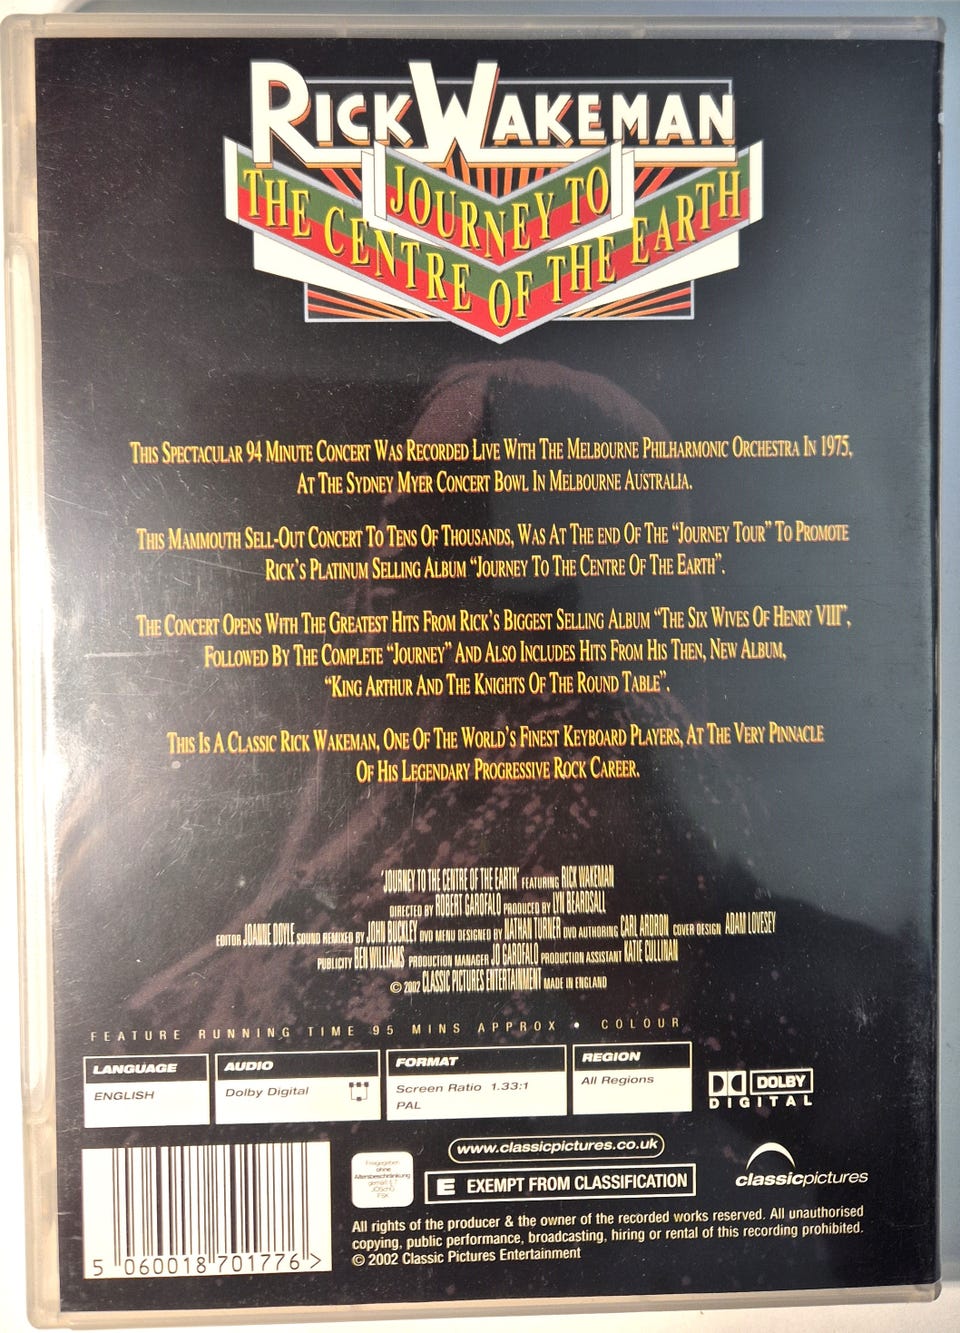 RICK WAKEMAN
JOURNEY TO
THE CENTRE OF THE EARTH
THIS SPECTACULAR 94 MINUTE CONCERT WAS RECORDED LIVE WITH THE MELBOURNE PHILHARMONIC ORCHESTRA IN 1975,
AT THE SYDNEY MYER CONCERT BOWL IN MELBOURNE AUSTRALIA.
THIS MAMMOUTH SELL-OUT CONCERT TO TENS OF THOUSANDS, WAS AT THE END OF THE “JOURNEY TOUR” TO PROMOTE
RICK’S PLATINUM SELLING ALBUM “JOURNEY TO THE CENTRE OF THE EARTH”.
THE CONCERT OPENS WITH THE GREATEST HITS FROM RICK’S BIGGEST SELLING ALBUM “THE SIX WIVES OF HENRY VIII”,
FOLLOWED BY THE COMPLETE “JOURNEY” AND ALSO INCLUDES HITS FROM HIS THEN, NEW ALBUM,
“KING ARTHUR AND THE KNIGHTS OF THE ROUND TABLE”.
THIS IS A CLASSIC RICK WAKEMAN, ONE OF THE WORLD’S FINEST KEYBOARD PLAYERS, AT THE VERY PINNACLE
OF HIS LEGENDARY PROGRESSIVE ROCK CAREER.
‘JOURNEY TO THE CENTRE OF THE EARTH’ FEATURING RICK WAKEMAN
DIRECTED BY ROBERT GAROFALO PRODUCED BY LYN BEARDSALL
EDITOR JOANNE DOYLE SOUND REMIXED BY JOHN BUCKLEY DVD MENU DESIGNED BY NATHAN TURNER DVD AUTHORING CARL ARDRON COVER DESIGN ADAM LOVESEY
PUBLICITY BEN WILLIAMS PRODUCTION MANAGER JO GAROFALO PRODUCTION ASSISTANT KATIE CULLINAN
© 2002 CLASSIC PICTURES ENTERTAINMENT MADE IN ENGLAND
FEATURE RUNNING TIME 95 MINS APPROX • COLOUR
LANGUAGE
ENGLISH
AUDIO
Dolby Digital
FORMAT
Screen Ratio 1.33:1
PAL
REGION
All Regions
DOLBY
DIGITAL
www.classicpictures.co.uk
Freigegeben
ohne
Altersbeschränkung
gemäß § 7
JÖSchG
FSK
E EXEMPT FROM CLASSIFICATION
classicpictures
All rights of the producer & the owner of the recorded works reserved. All unauthorised
copying, public performance, broadcasting, hiring or rental of this recording prohibited.
© 2002 Classic Pictures Entertainment
5 060018 701776 >